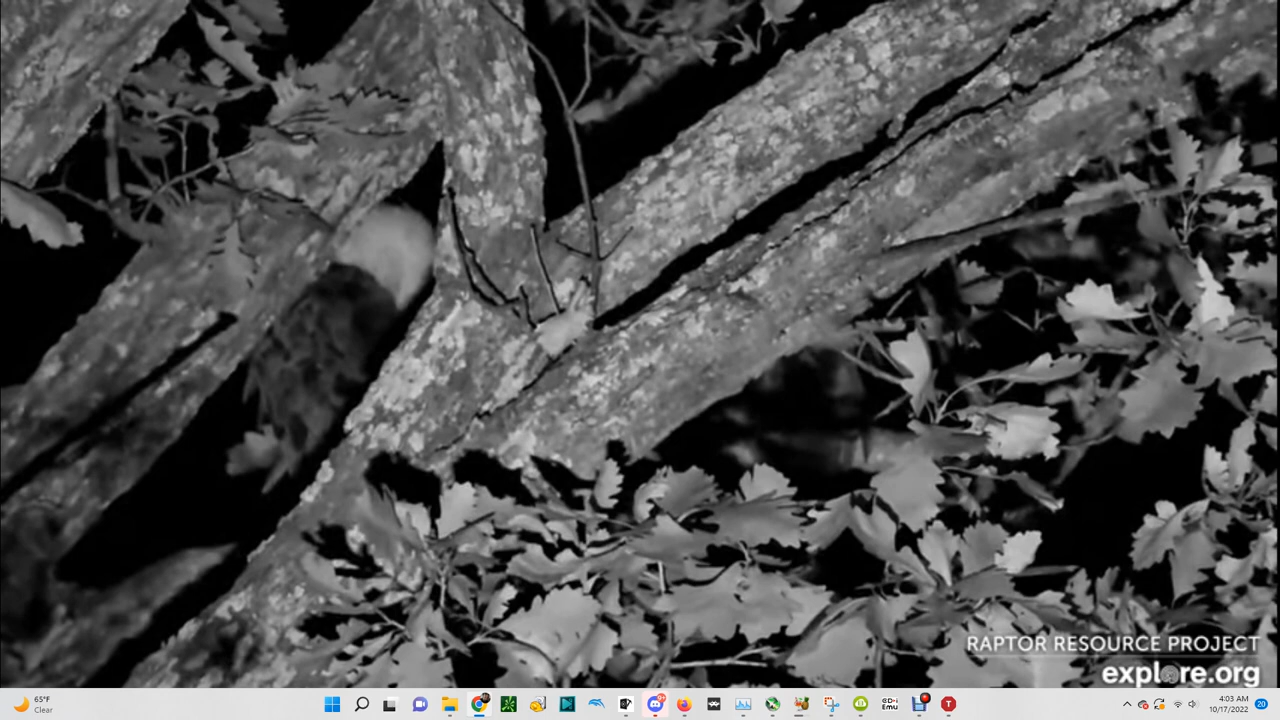 RAPTOR RESOURCE PROJECT
explore.org
65°F
Clear
4:03 AM
10/17/2022
20